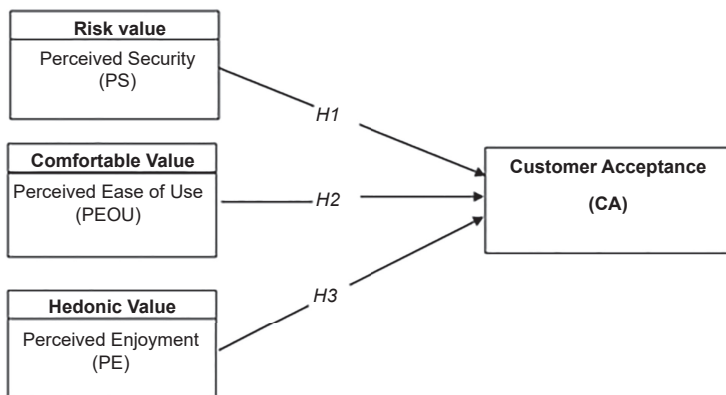 Risk value
Perceived Security
(PS)
H1
Comfortable Value
Perceived Ease of Use
(PEOU)
H2
Customer Acceptance
(CA)
Hedonic Value
Perceived Enjoyment
(PE)
H3